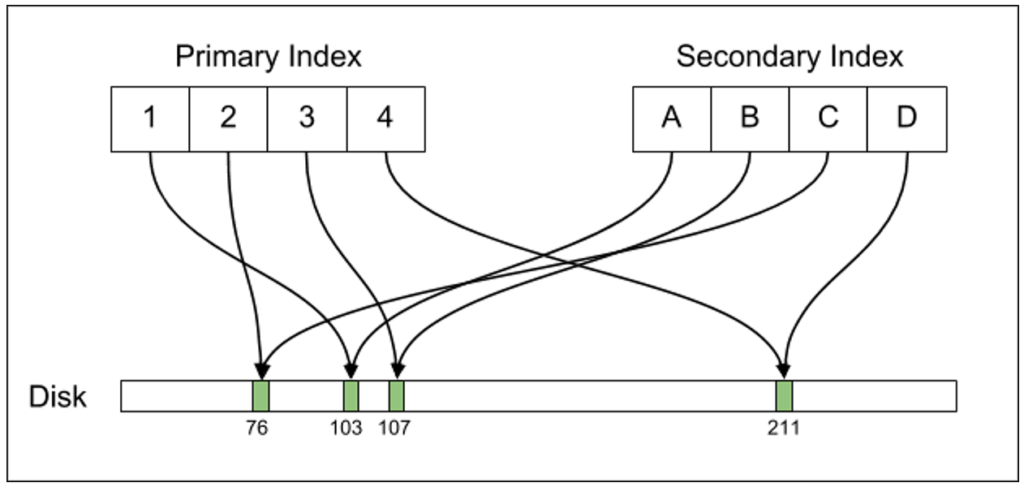 Primary Index Secondary Index
1 2 3 4 A B C D
Disk
76 103 107 211